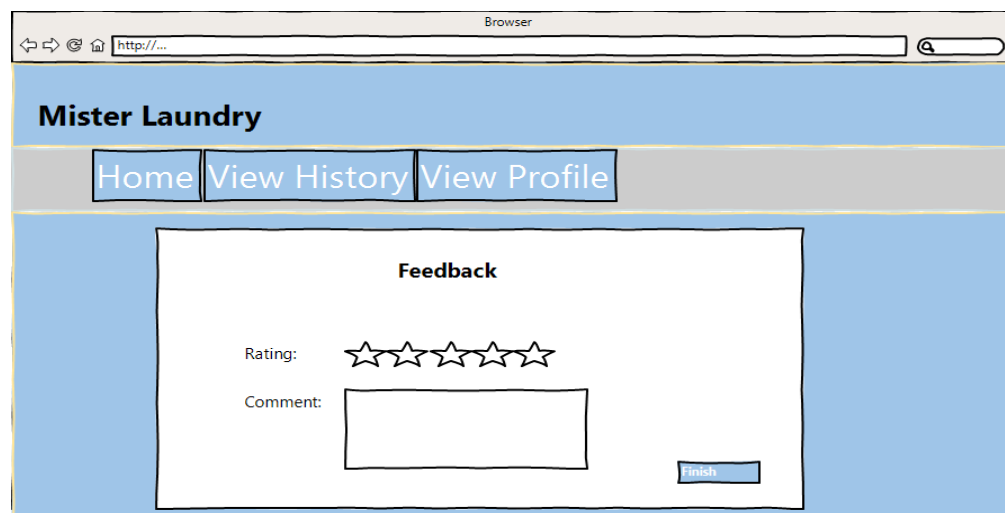 Browser
http://...
Mister Laundry
Home View History View Profile
Feedback
Rating:
Comment:
Finish